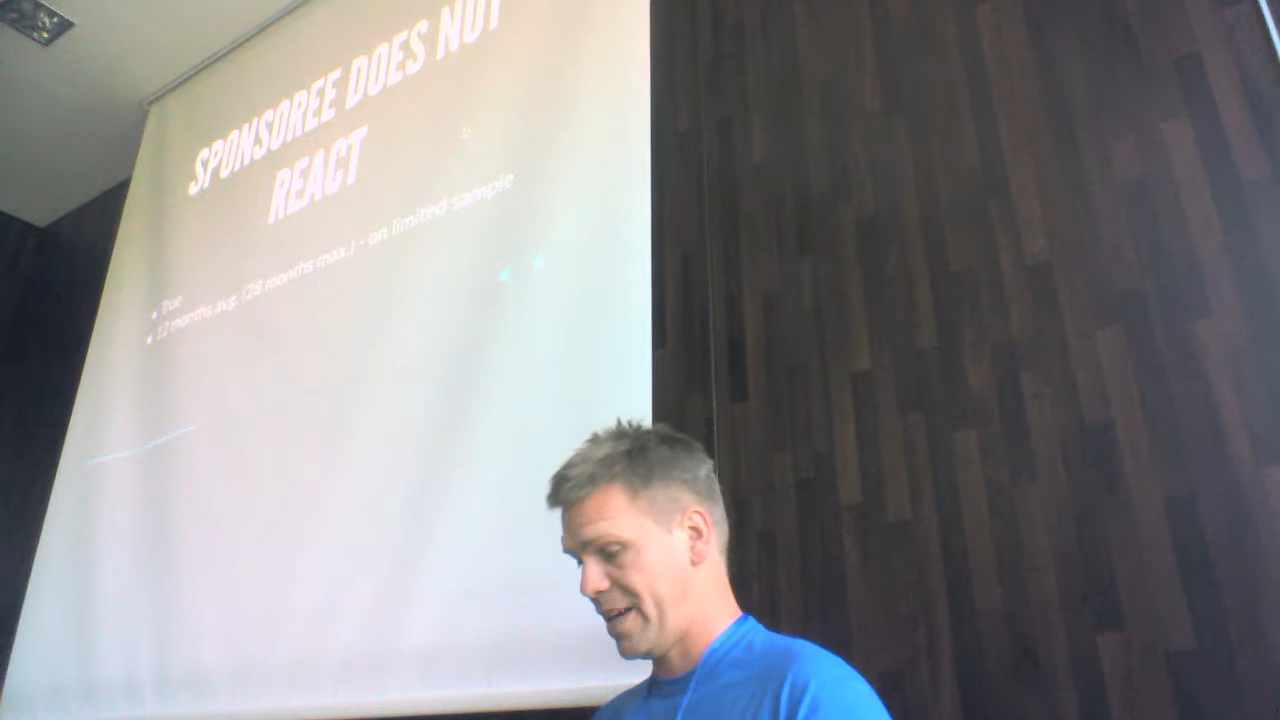 SPONSOREE DOES NOT
REACT
• True
• 12 months avg. (28 months max.) - on limited sample